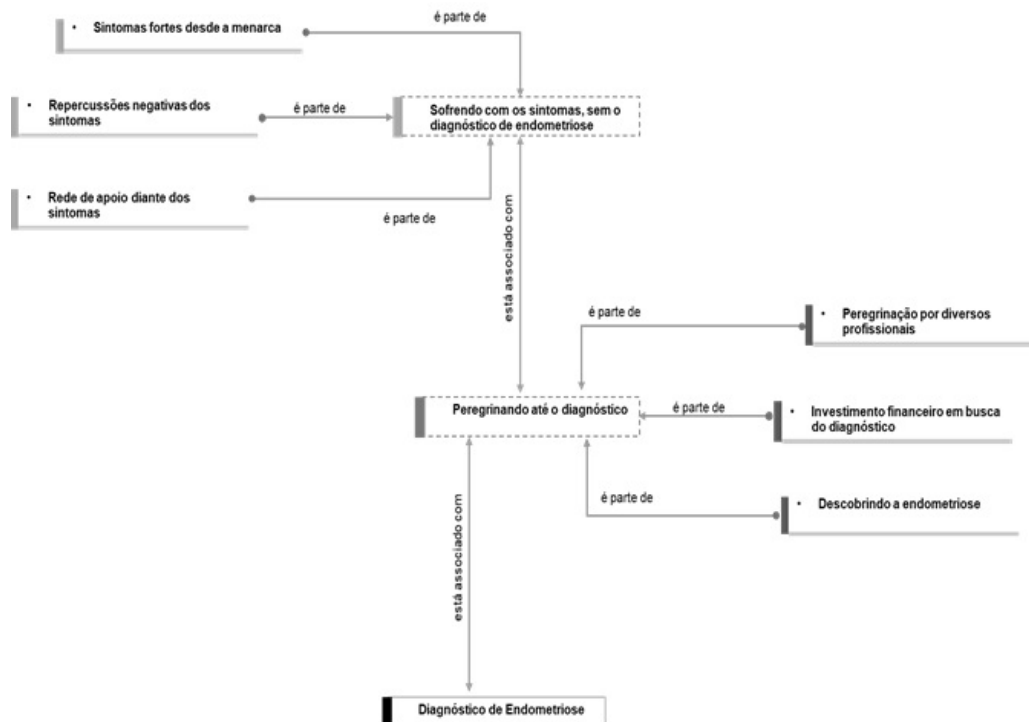 • Sintomas fortes desde a menarca
é parte de
• Repercussões negativas dos
sintomas
é parte de
Sofrendo com os sintomas, sem o
diagnóstico de endometriose
• Rede de apoio diante dos
sintomas
é parte de
está associado com
é parte de
• Peregrinação por diversos
profissionais
Peregrinando até o diagnóstico
é parte de
• Investimento financeiro em busca
do diagnóstico
é parte de
• Descobrindo a endometriose
está associado com
Diagnóstico de Endometriose